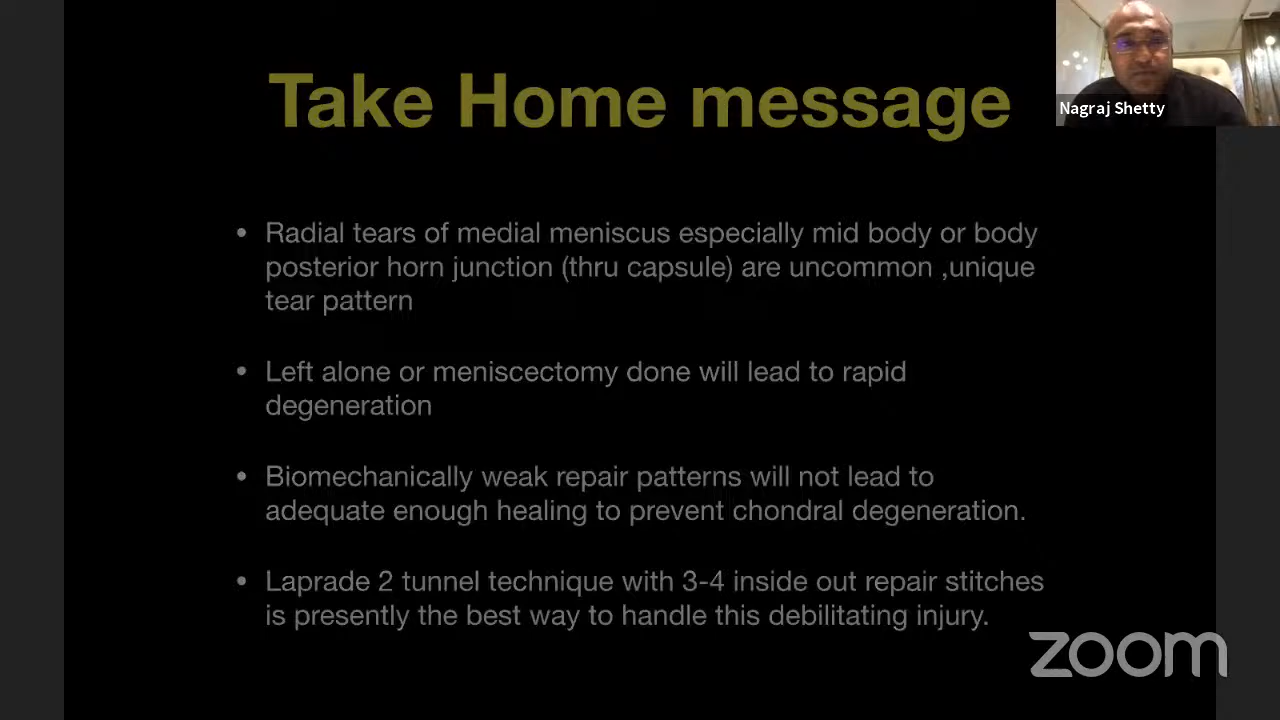 Take Home message
Nagraj Shetty
• Radial tears of medial meniscus especially mid body or body
posterior horn junction (thru capsule) are uncommon ,unique
tear pattern
• Left alone or meniscectomy done will lead to rapid
degeneration
• Biomechanically weak repair patterns will not lead to
adequate enough healing to prevent chondral degeneration.
• Laprade 2 tunnel technique with 3-4 inside out repair stitches
is presently the best way to handle this debilitating injury.
zoom